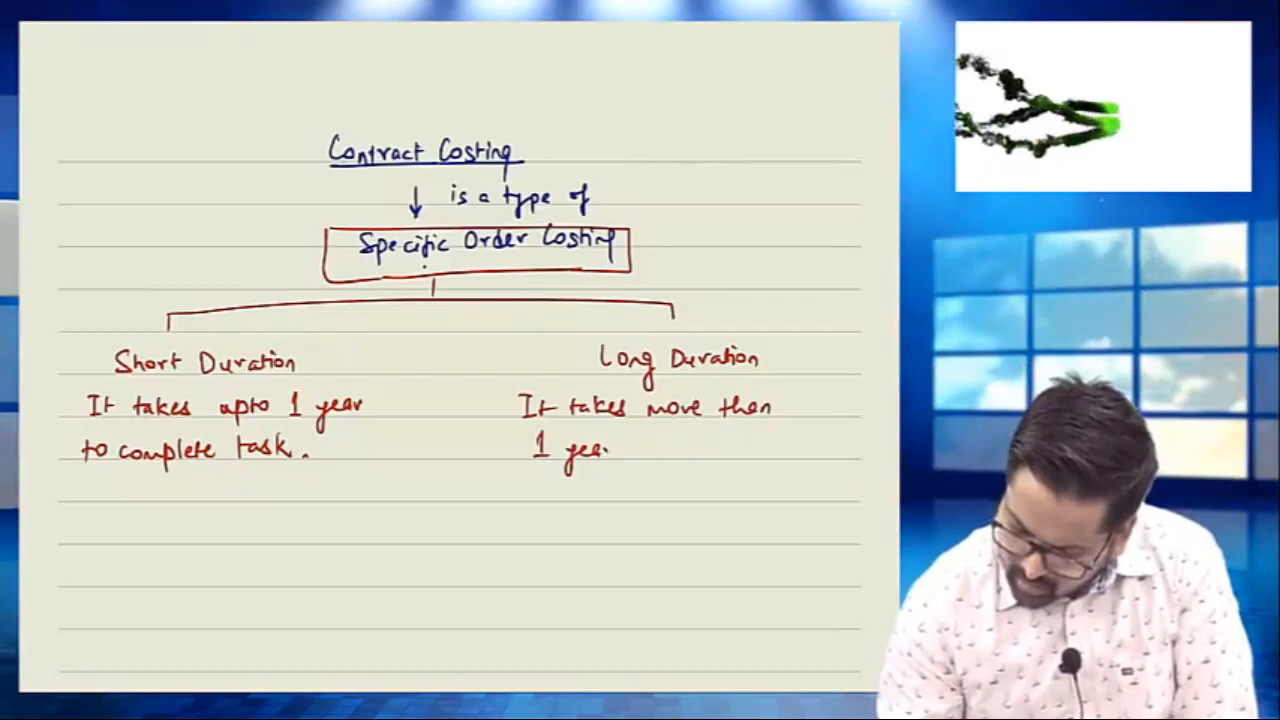 Contract Costing
↓ is a type of
Specific Order Costing
Short Duration
Long Duration
It takes upto 1 year
It takes more then
to complete task.
1 yea